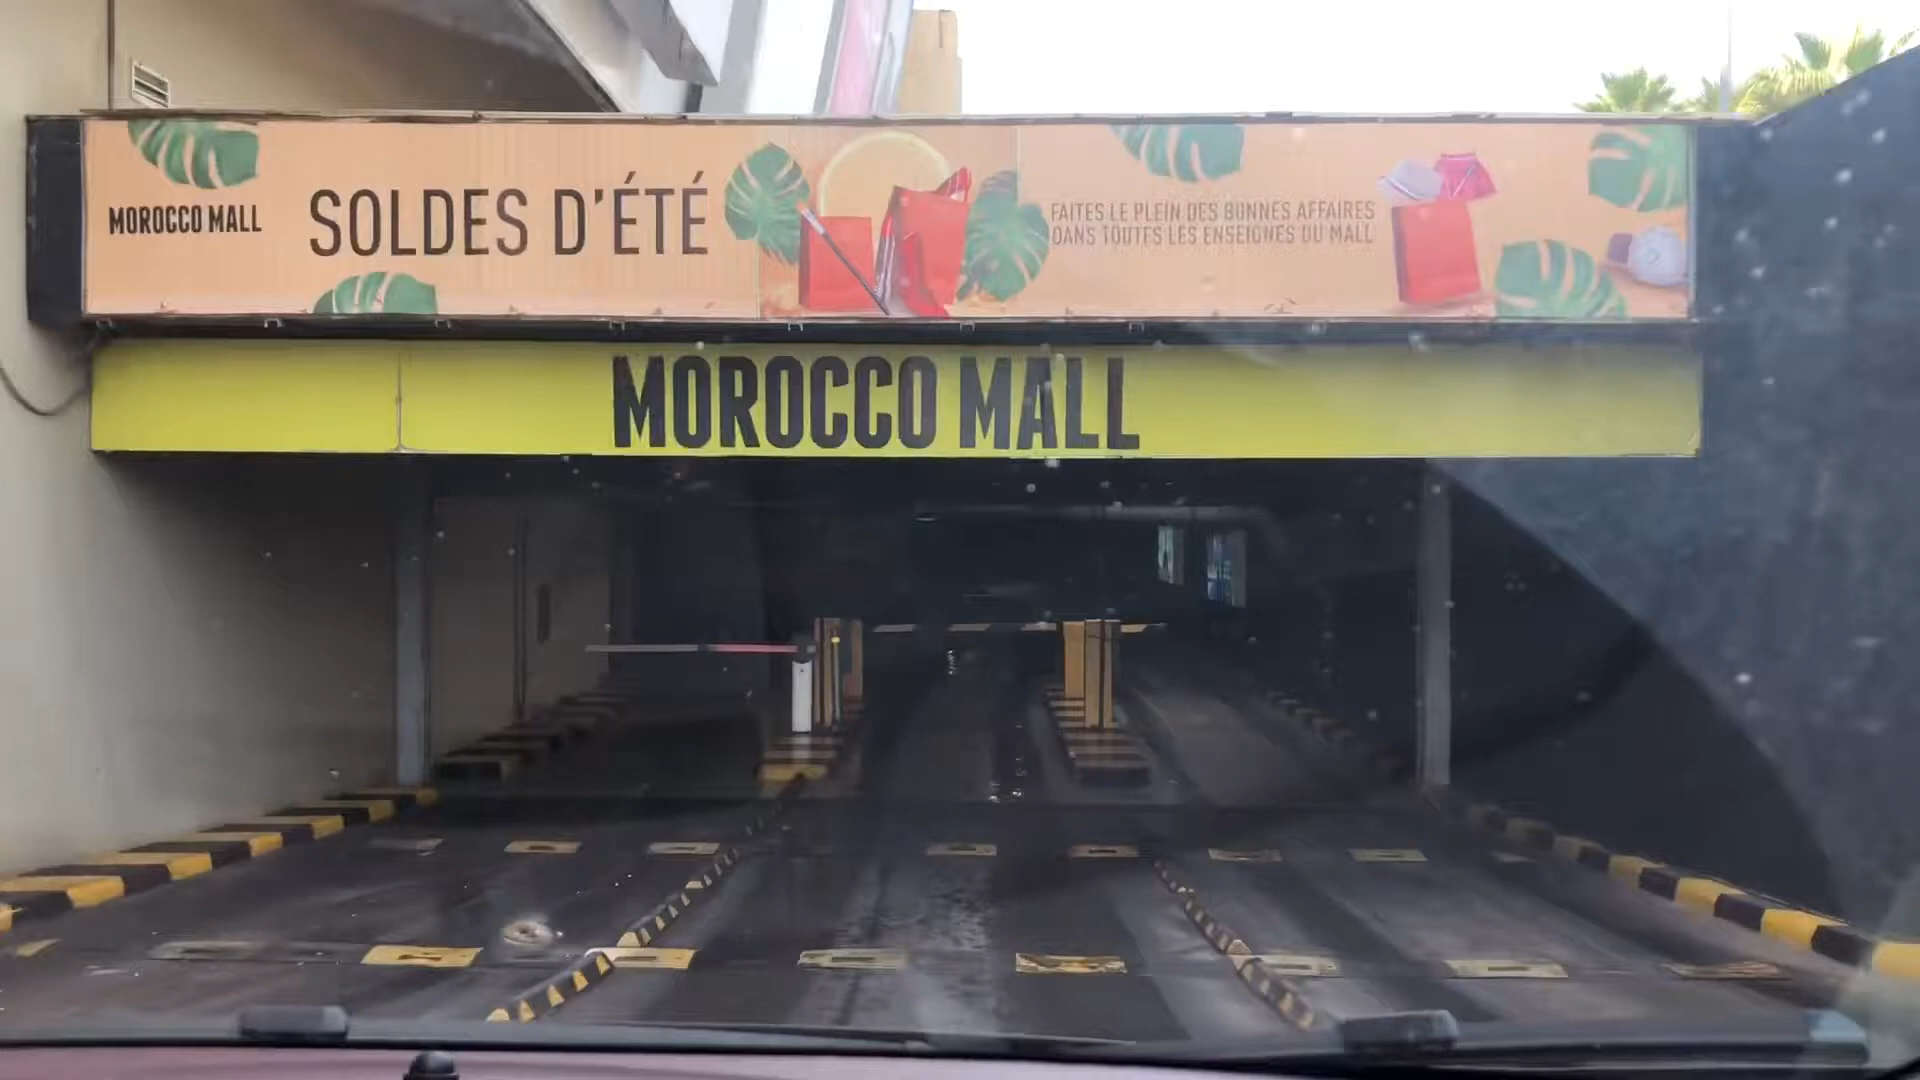 MOROCCO MALL
SOLDES D'ÉTÉ
FAITES LE PLEIN DES BONNES AFFAIRES
DANS TOUTES LES ENSEIGNES DU MALL
MOROCCO MALL